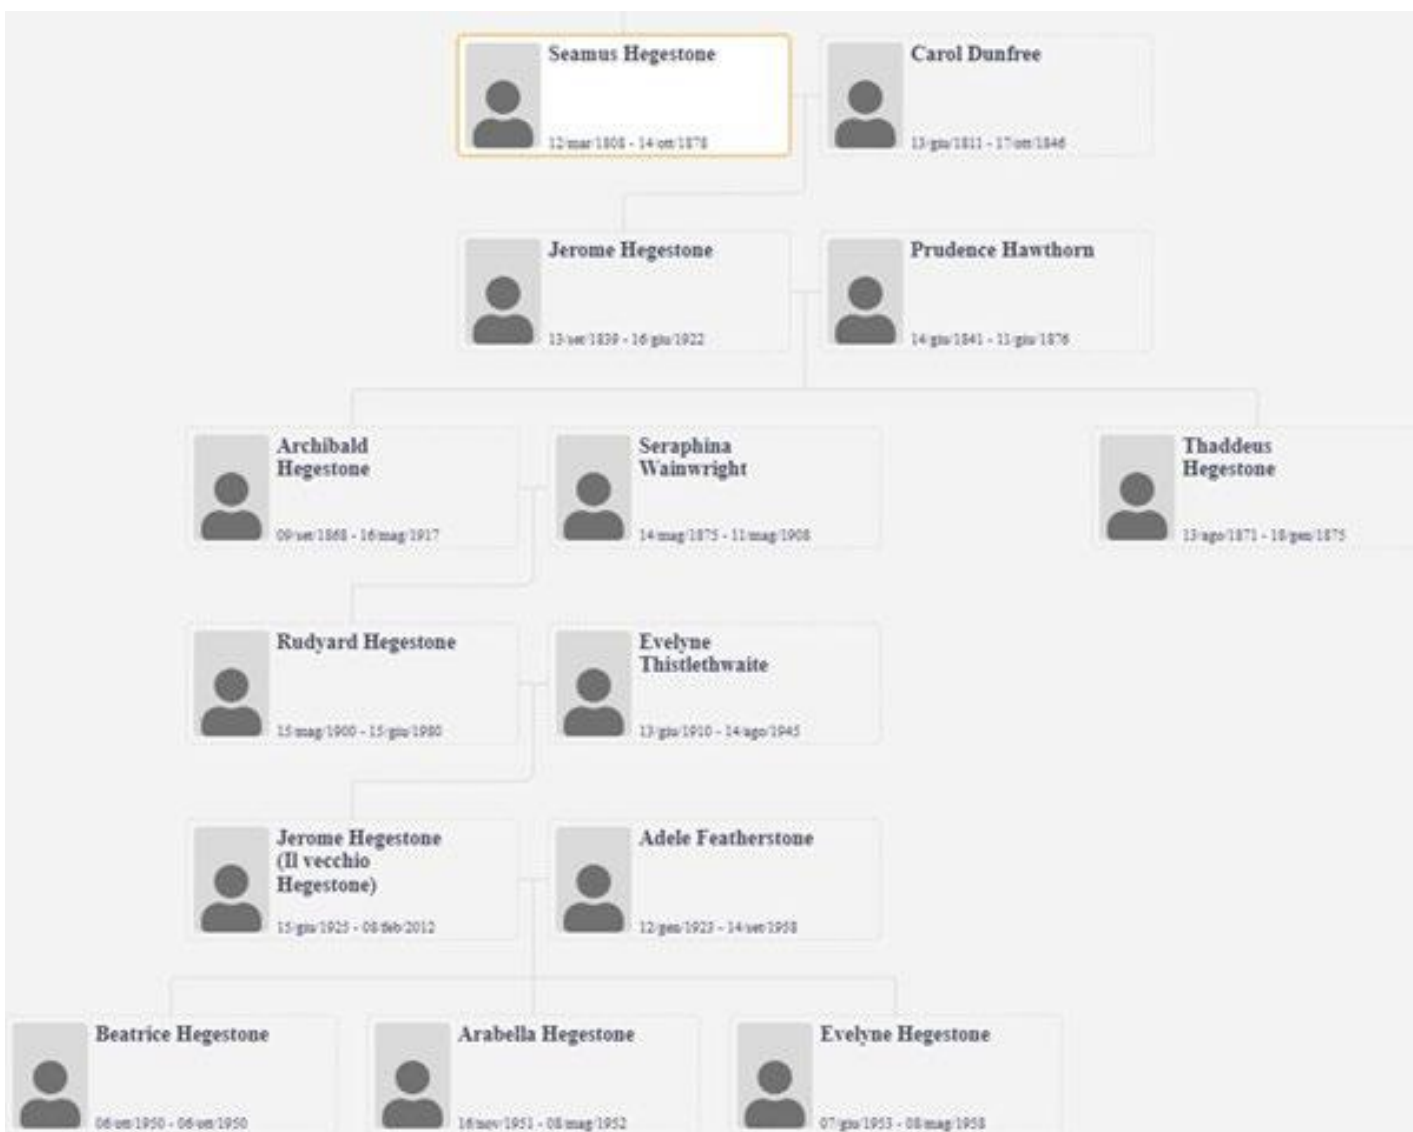 Seamus Hegestone
12/mar/1808 - 14/ott/1878
Carol Dunfree
13/giu/1811 - 17/ott/1846
Jerome Hegestone
13/set/1839 - 16/giu/1922
Prudence Hawthorn
14/giu/1841 - 11/giu/1876
Archibald
Hegestone
09/set/1868 - 16/mag/1917
Seraphina
Wainwright
14/mag/1875 - 11/mag/1908
Thaddeus
Hegestone
13/ago/1871 - 18/gen/1875
Rudyard Hegestone
15/mag/1900 - 15/giu/1980
Evelyne
Thistlethwaite
13/giu/1910 - 14/ago/1945
Jerome Hegestone
(Il vecchio
Hegestone)
15/giu/1925 - 08/feb/2012
Adele Featherstone
12/gen/1923 - 14/set/1958
Beatrice Hegestone
06/ott/1950 - 06/ott/1950
Arabella Hegestone
16/nov/1951 - 08/mag/1952
Evelyne Hegestone
07/giu/1953 - 08/mag/1958